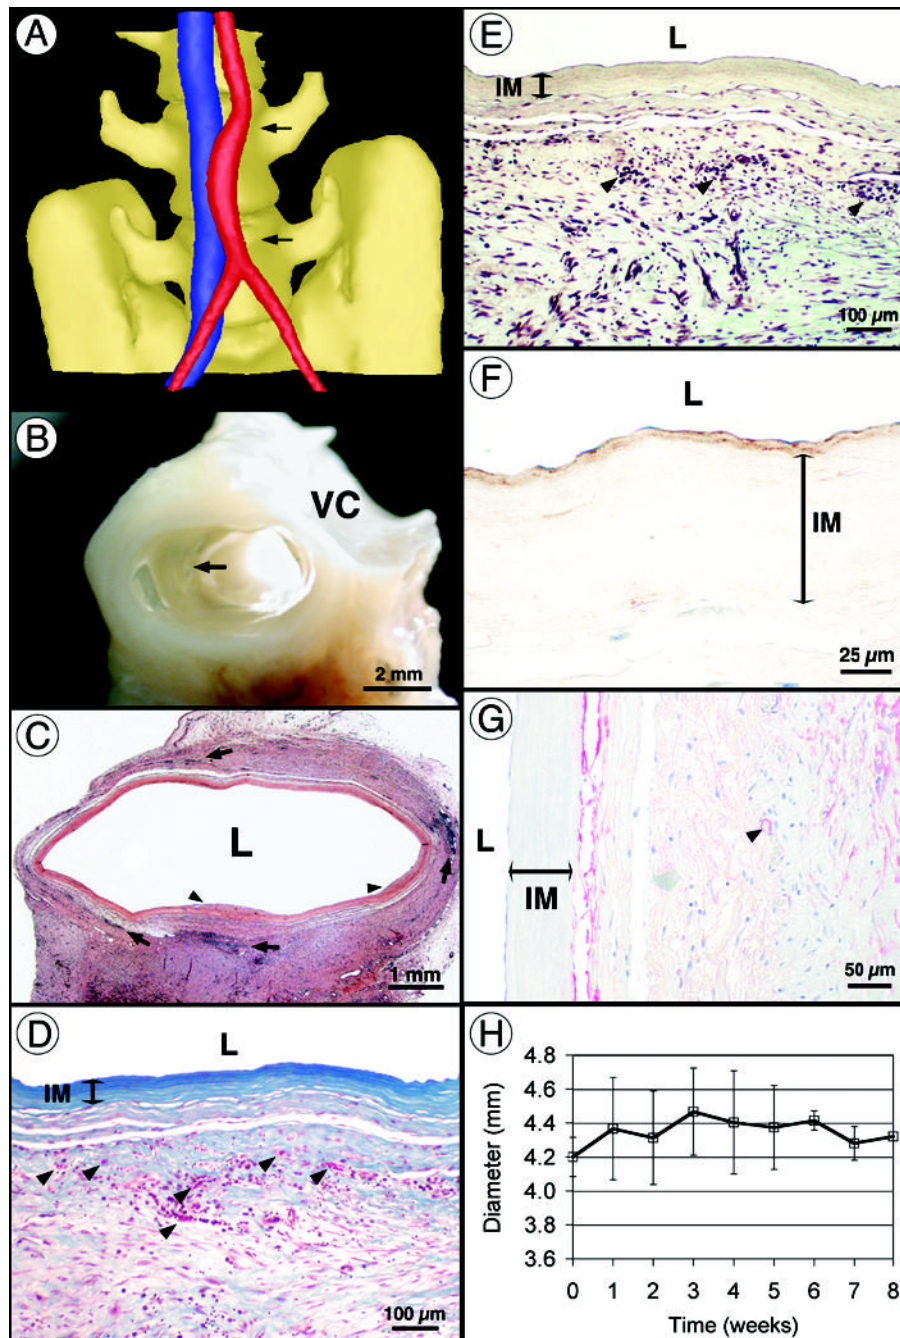 A
B
VC
2 mm
C
L
1 mm
D
L
IM
100 µm
E
L
IM
100 µm
F
L
IM
25 µm
G
L
IM
50 µm
H
4.8
4.6
4.4
4.2
4.0
3.8
3.6
Diameter (mm)
0 1 2 3 4 5 6 7 8
Time (weeks)